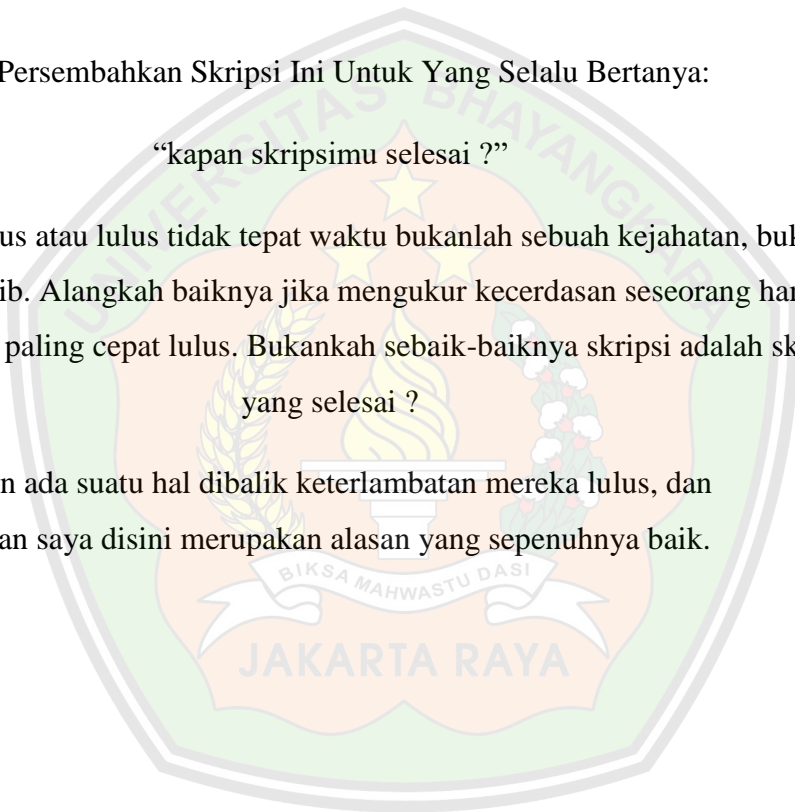 Persembahkan Skripsi Ini Untuk Yang Selalu Bertanya:
“kapan skripsimu selesai ?”
us atau lulus tidak tepat waktu bukanlah sebuah kejahatan, buk
ib. Alangkah baiknya jika mengukur kecerdasan seseorang har
paling cepat lulus. Bukankah sebaik-baiknya skripsi adalah sk
yang selesai ?
n ada suatu hal dibalik keterlambatan mereka lulus, dan
an saya disini merupakan alasan yang sepenuhnya baik.
UNIVERSITAS BHAYANGKARA
BIKSA MAHWASTU DASI
JAKARTA RAYA